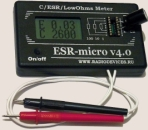 C/ESR/LowOhms Meter
ESR-micro v4.0
On/off
WWW.RADIODEVICES.RU